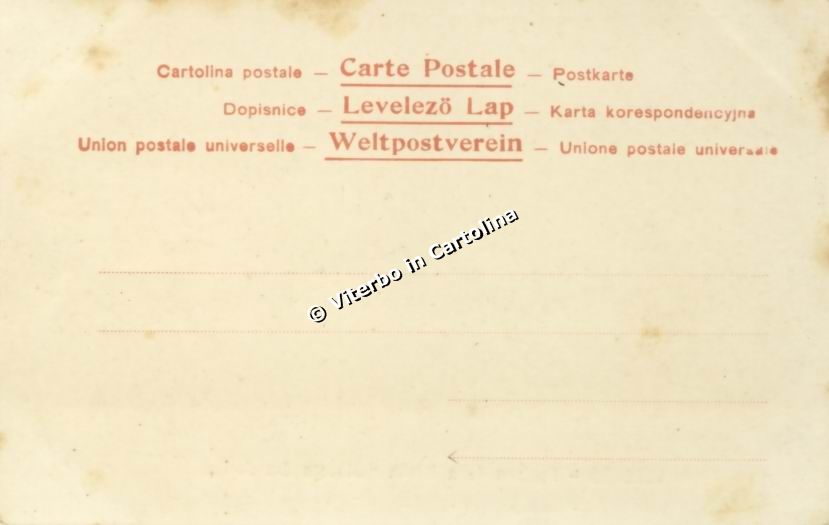 Cartolina postale — Carte Postale — Postkarte
Dopisnice — Levelező Lap — Karta korespondencyjna
Union postale universelle — Weltpostverein — Unione postale universale
© Viterbo in Cartolina